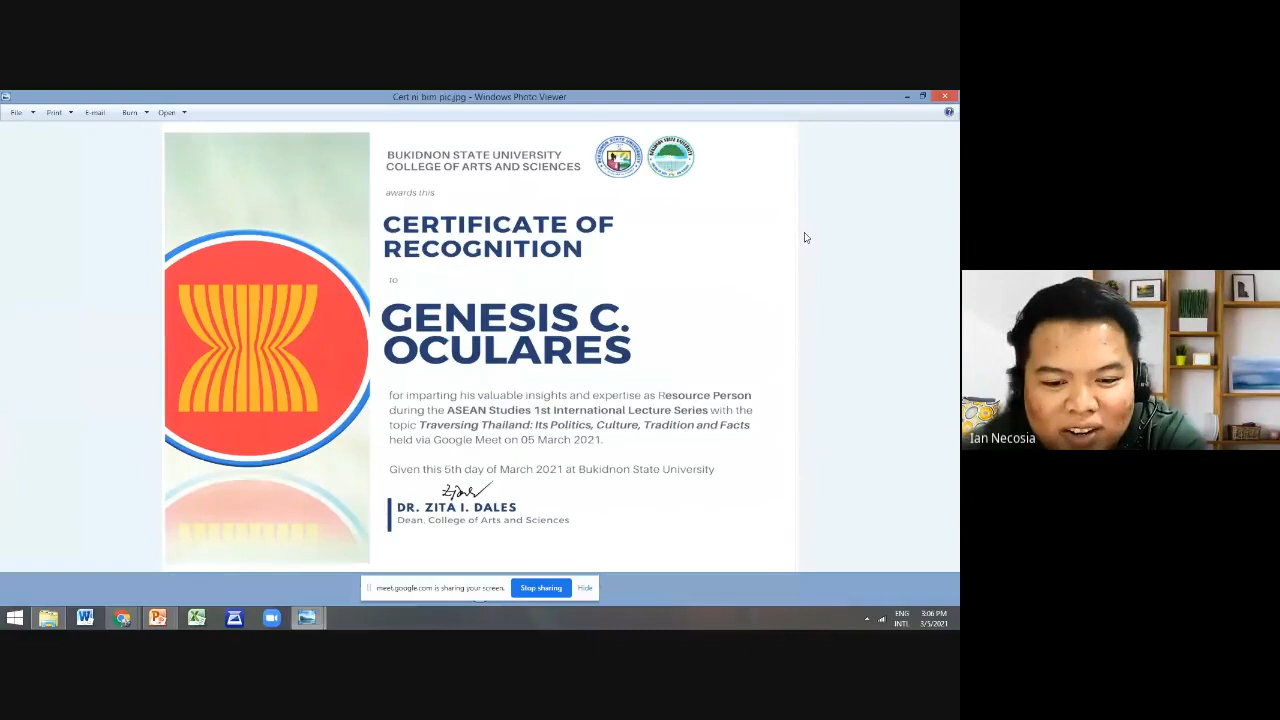 Cert ni bim pic.jpg - Windows Photo Viewer
File Print E-mail Burn Open
BUKIDNON STATE UNIVERSITY
COLLEGE OF ARTS AND SCIENCES
awards this
CERTIFICATE OF
RECOGNITION
to
GENESIS C.
OCULARES
for imparting his valuable insights and expertise as Resource Person
during the ASEAN Studies 1st International Lecture Series with the
topic Traversing Thailand: Its Politics, Culture, Tradition and Facts
held via Google Meet on 05 March 2021.
Given this 5th day of March 2021 at Bukidnon State University
DR. ZITA I. DALES
Dean, College of Arts and Sciences
Ian Necosia
meet.google.com is sharing your screen.
Stop sharing
Hide
ENG 3:06 PM
INTL 3/5/2021